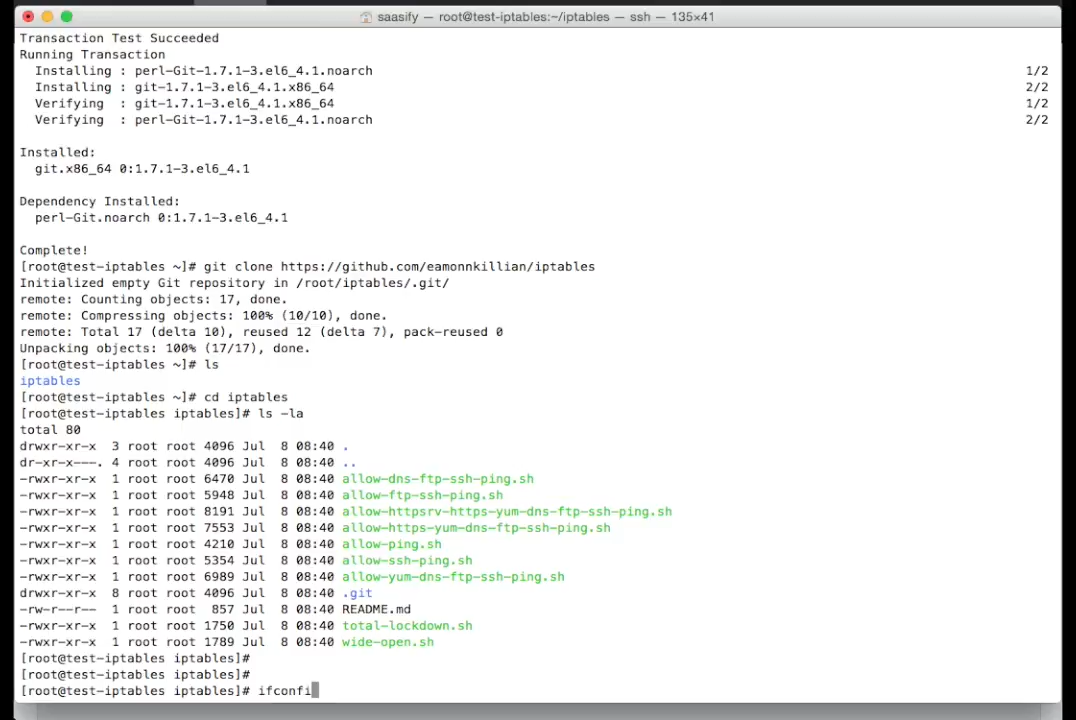 saasify — root@test-iptables:~/iptables — ssh — 135×41
Transaction Test Succeeded
Running Transaction
  Installing : perl-Git-1.7.1-3.el6_4.1.noarch 1/2
  Installing : git-1.7.1-3.el6_4.1.x86_64 2/2
  Verifying  : git-1.7.1-3.el6_4.1.x86_64 1/2
  Verifying  : perl-Git-1.7.1-3.el6_4.1.noarch 2/2
Installed:
  git.x86_64 0:1.7.1-3.el6_4.1
Dependency Installed:
  perl-Git.noarch 0:1.7.1-3.el6_4.1
Complete!
[root@test-iptables ~]# git clone https://github.com/eamonnkillian/iptables
Initialized empty Git repository in /root/iptables/.git/
remote: Counting objects: 17, done.
remote: Compressing objects: 100% (10/10), done.
remote: Total 17 (delta 10), reused 12 (delta 7), pack-reused 0
Unpacking objects: 100% (17/17), done.
[root@test-iptables ~]# ls
iptables
[root@test-iptables ~]# cd iptables
[root@test-iptables iptables]# ls -la
total 80
drwxr-xr-x  3 root root 4096 Jul  8 08:40 .
dr-xr-x---. 4 root root 4096 Jul  8 08:40 ..
-rwxr-xr-x  1 root root 6470 Jul  8 08:40 allow-dns-ftp-ssh-ping.sh
-rwxr-xr-x  1 root root 5948 Jul  8 08:40 allow-ftp-ssh-ping.sh
-rwxr-xr-x  1 root root 8191 Jul  8 08:40 allow-httpsrv-https-yum-dns-ftp-ssh-ping.sh
-rwxr-xr-x  1 root root 7553 Jul  8 08:40 allow-https-yum-dns-ftp-ssh-ping.sh
-rwxr-xr-x  1 root root 4210 Jul  8 08:40 allow-ping.sh
-rwxr-xr-x  1 root root 5354 Jul  8 08:40 allow-ssh-ping.sh
-rwxr-xr-x  1 root root 6989 Jul  8 08:40 allow-yum-dns-ftp-ssh-ping.sh
drwxr-xr-x  8 root root 4096 Jul  8 08:40 .git
-rw-r--r--  1 root root  857 Jul  8 08:40 README.md
-rwxr-xr-x  1 root root 1750 Jul  8 08:40 total-lockdown.sh
-rwxr-xr-x  1 root root 1789 Jul  8 08:40 wide-open.sh
[root@test-iptables iptables]#
[root@test-iptables iptables]#
[root@test-iptables iptables]# ifconfi